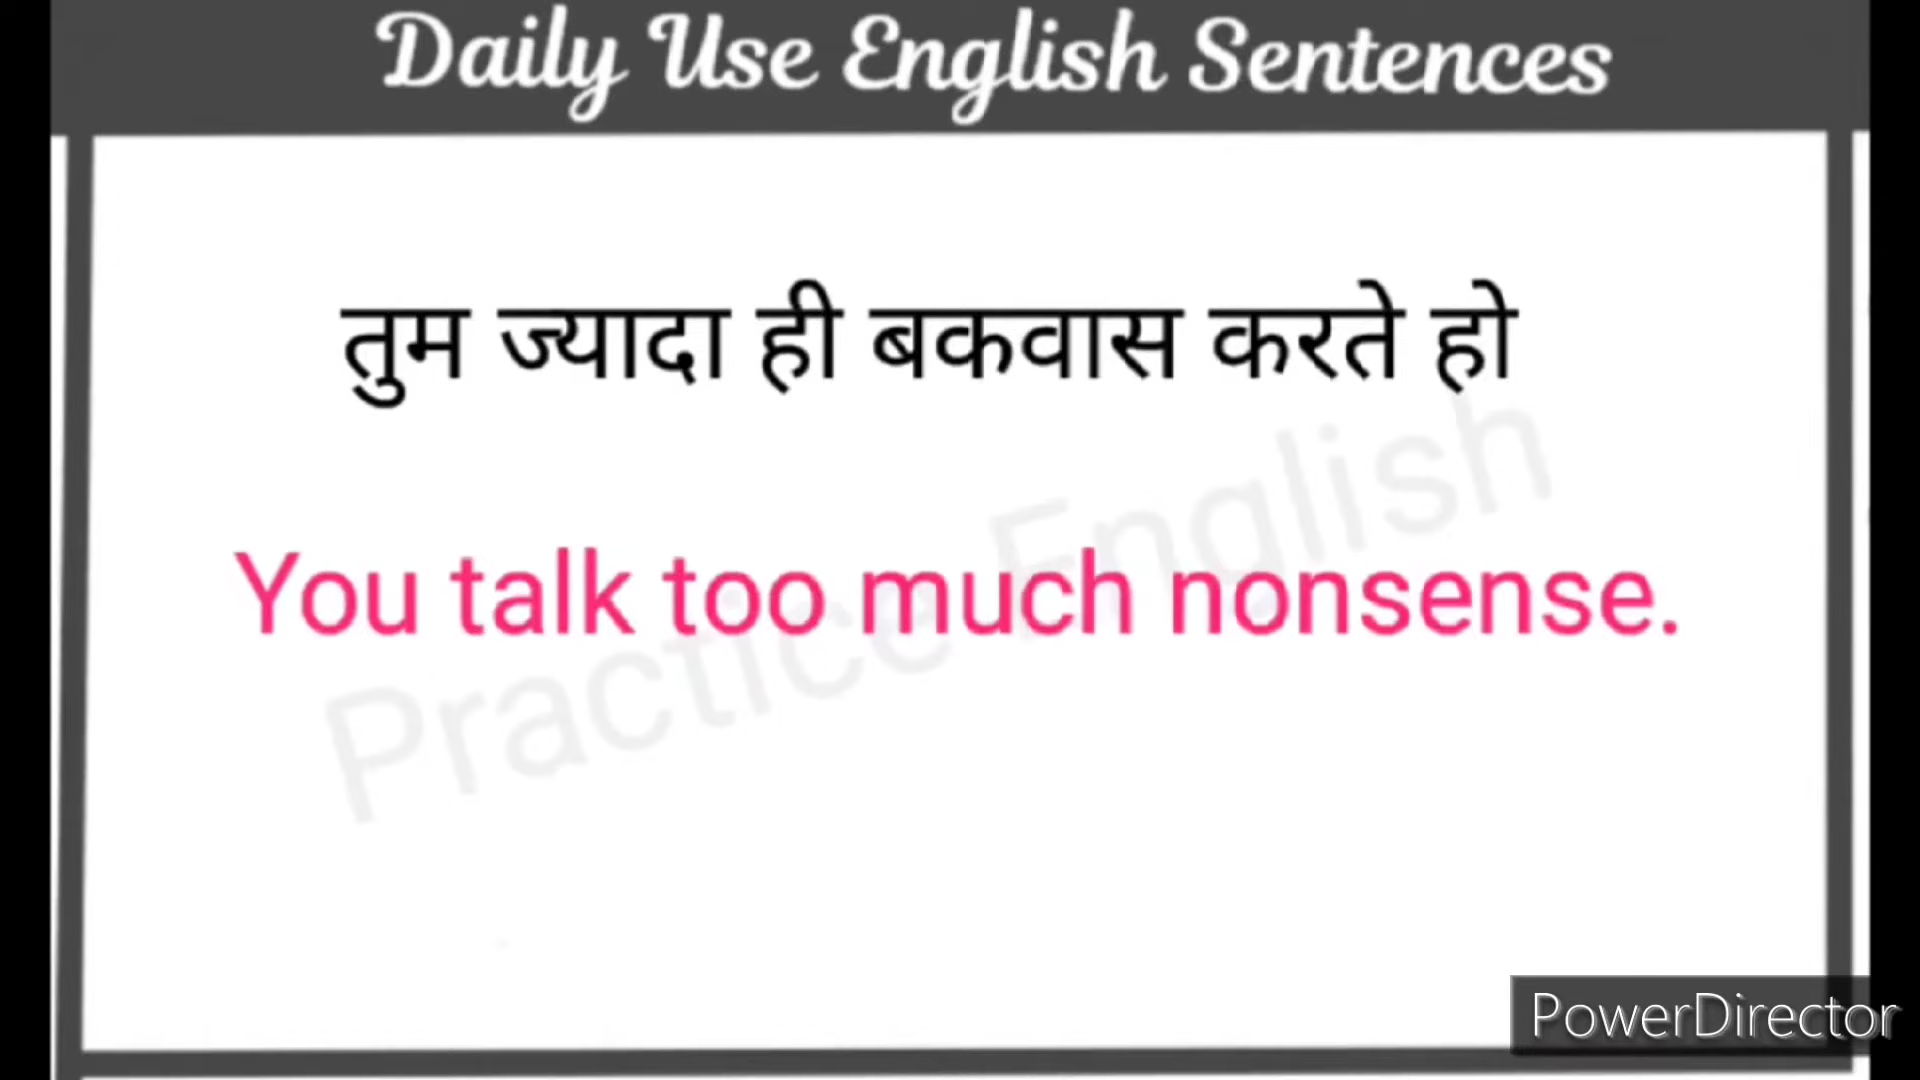 Daily Use English Sentences
तुम ज्यादा ही बकवास करते हो
You talk too much nonsense.
Practice English
PowerDirector